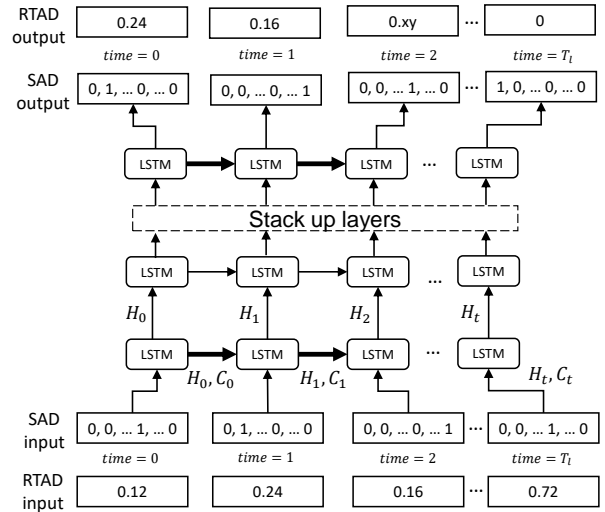 RTAD output 0.24 0.16 0.xy ... 0
time = 0 time = 1 time = 2 time = T_l
SAD output 0, 1, ... 0, ... 0 0, 0, ... 0, ... 1 0, 0, ... 1, ... 0 ... 1, 0, ... 0, ... 0
LSTM LSTM LSTM ... LSTM
Stack up layers
LSTM LSTM LSTM ... LSTM
H_0 H_1 H_2 H_t
LSTM LSTM LSTM ... LSTM
H_0, C_0 H_1, C_1 H_t, C_t
SAD input 0, 0, ... 1, ... 0 0, 1, ... 0, ... 0 0, 0, ... 0, ... 1 ... 0, 0, ... 1, ... 0
time = 0 time = 1 time = 2 time = T_l
RTAD input 0.12 0.24 0.16 ... 0.72